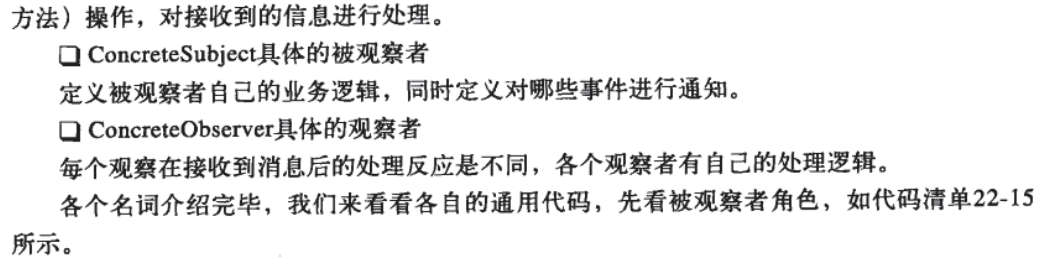 方法）操作，对接收到的信息进行处理。
❑ ConcreteSubject具体的被观察者
定义被观察者自己的业务逻辑，同时定义对哪些事件进行通知。
❑ ConcreteObserver具体的观察者
每个观察在接收到消息后的处理反应是不同，各个观察者有自己的处理逻辑。
各个名词介绍完毕，我们来看看各自的通用代码，先看被观察者角色，如代码清单22-15
所示。